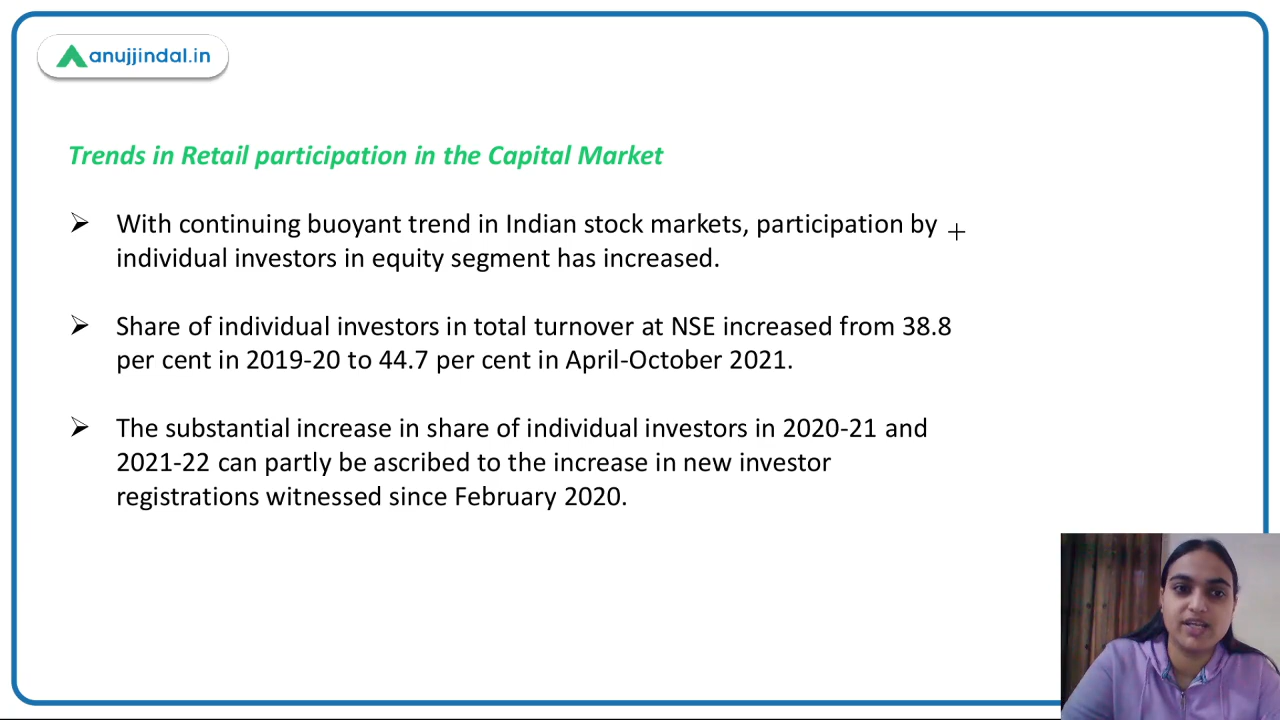 anujjindal.in
Trends in Retail participation in the Capital Market
With continuing buoyant trend in Indian stock markets, participation by
individual investors in equity segment has increased.
Share of individual investors in total turnover at NSE increased from 38.8
per cent in 2019-20 to 44.7 per cent in April-October 2021.
The substantial increase in share of individual investors in 2020-21 and
2021-22 can partly be ascribed to the increase in new investor
registrations witnessed since February 2020.